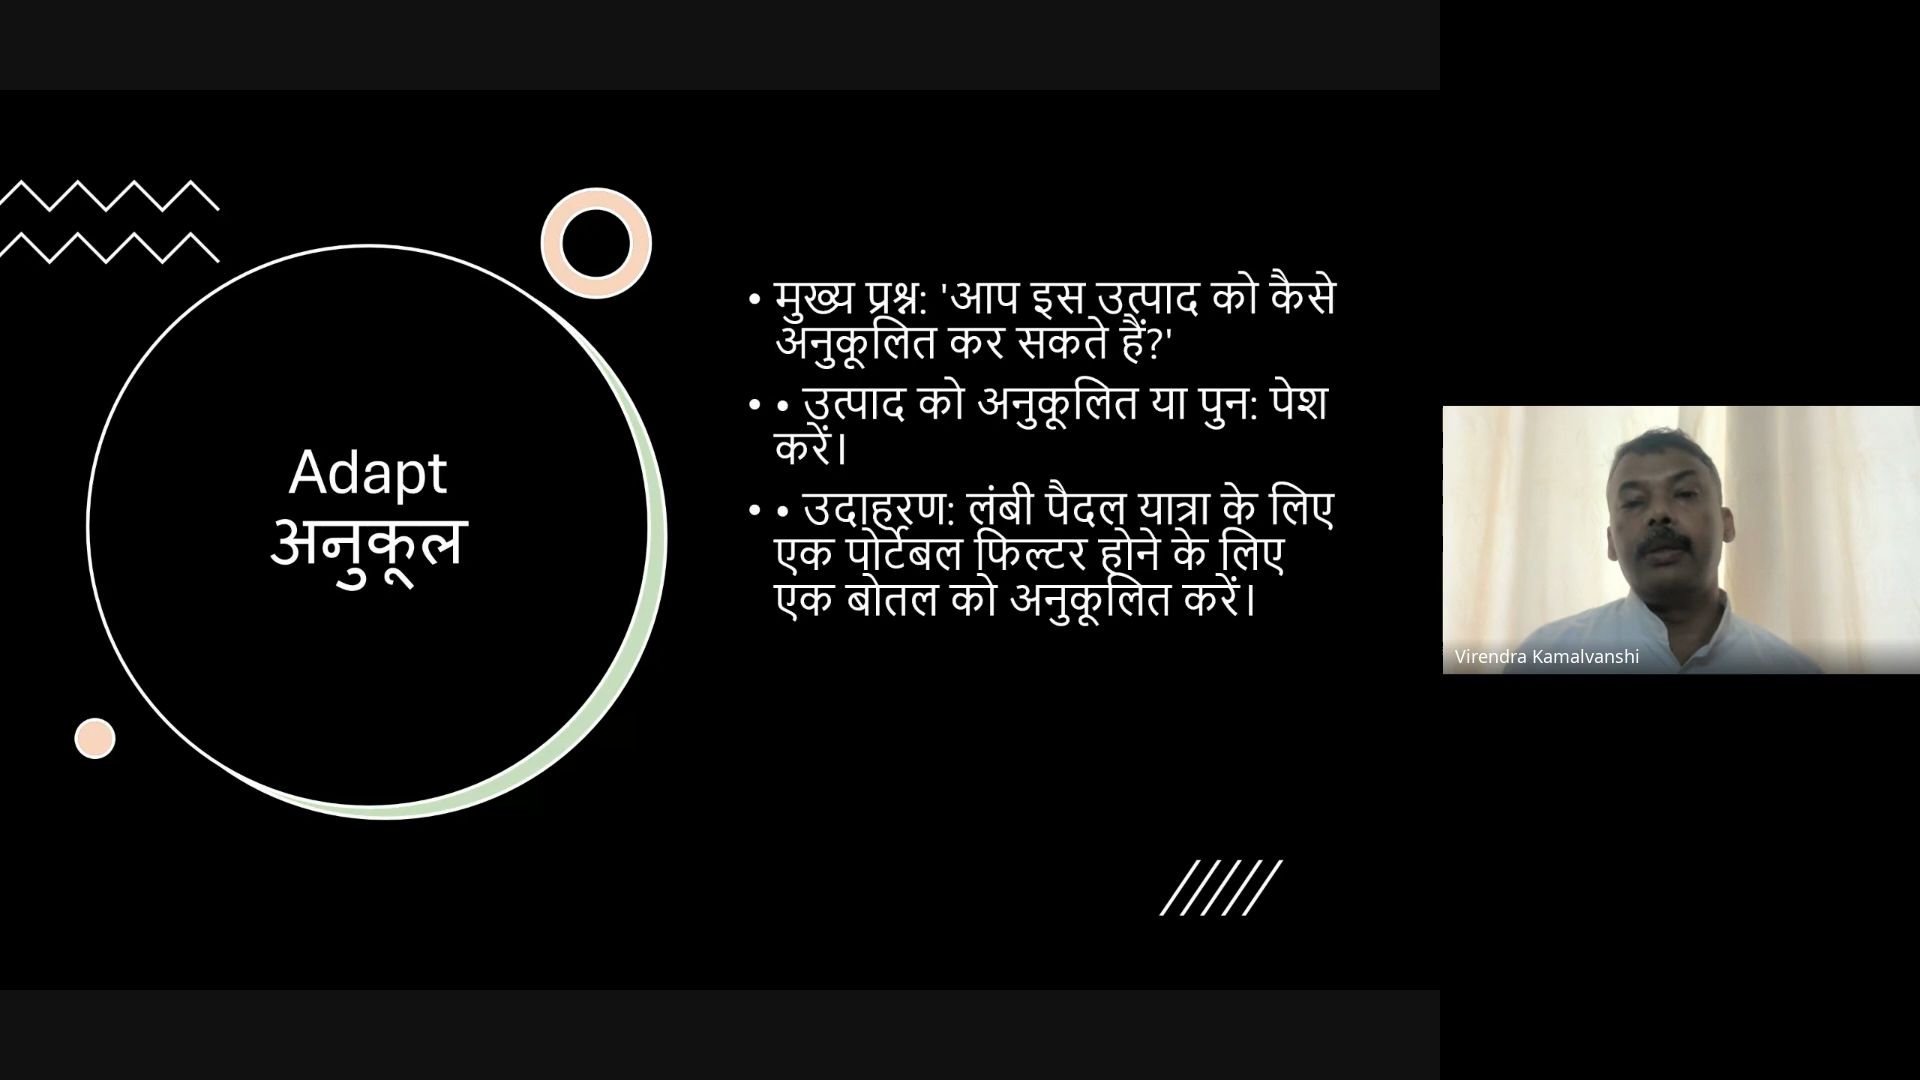 Adapt
अनुकूल
• मुख्य प्रश्न: 'आप इस उत्पाद को कैसे
अनुकूलित कर सकते हैं?'
• • उत्पाद को अनुकूलित या पुन: पेश
करें।
• • उदाहरण: लंबी पैदल यात्रा के लिए
एक पोर्टेबल फिल्टर होने के लिए
एक बोतल को अनुकूलित करें।
Virendra Kamalvanshi